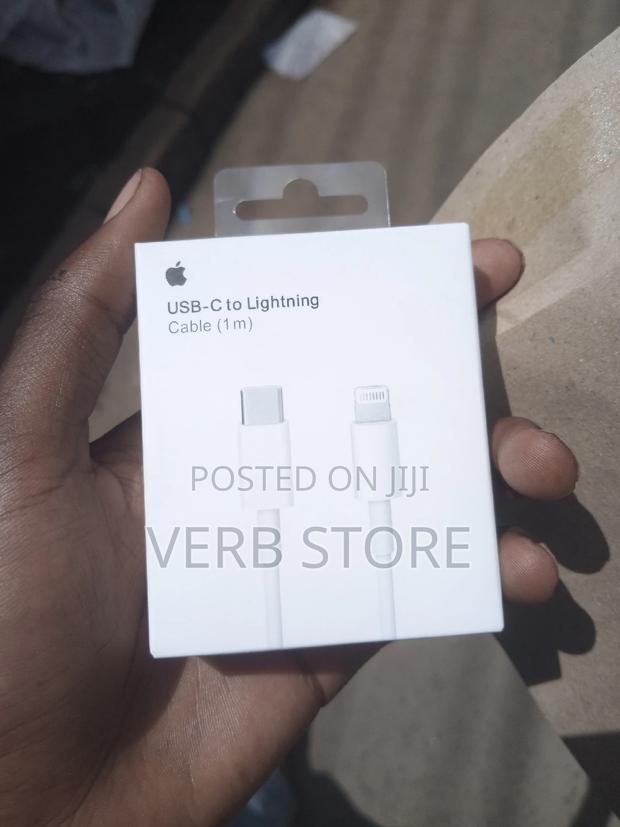 USB-C to Lightning
Cable (1m)
POSTED ON JIJI
VERB STORE